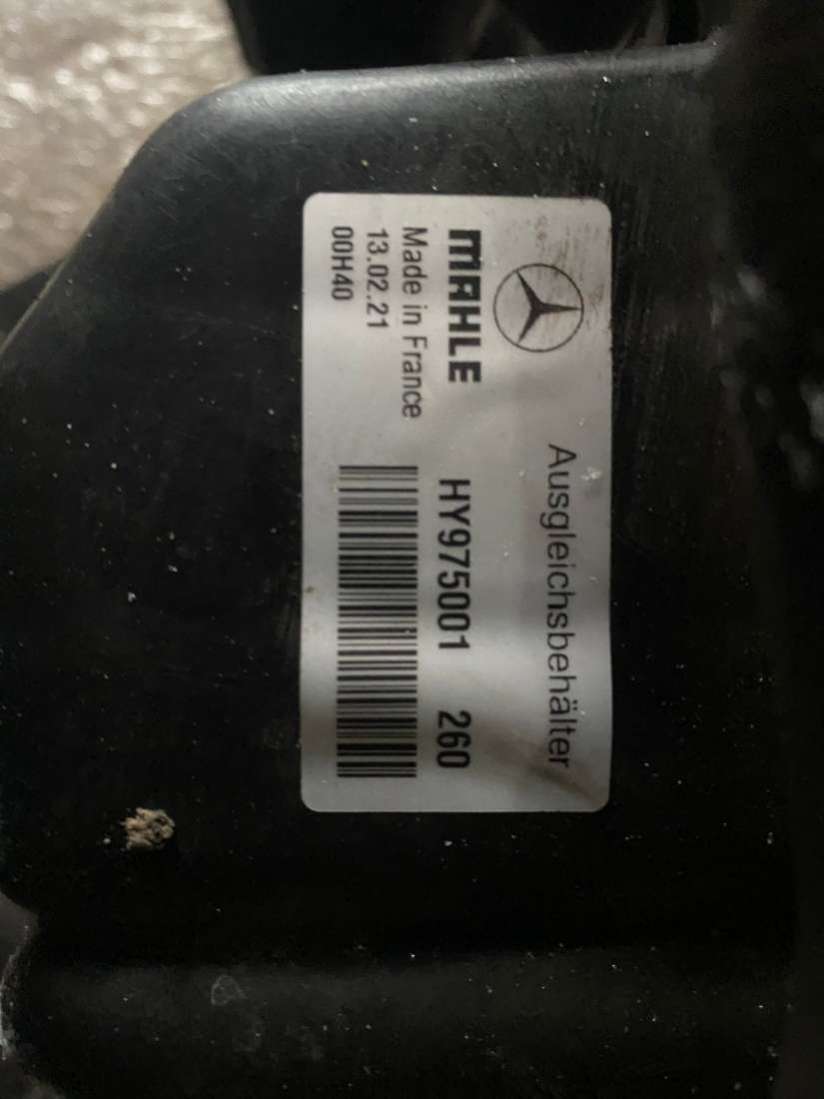 Ausgleichsbehälter
MAHLE
Made in France
13.02.21
00H40
HY975001 260